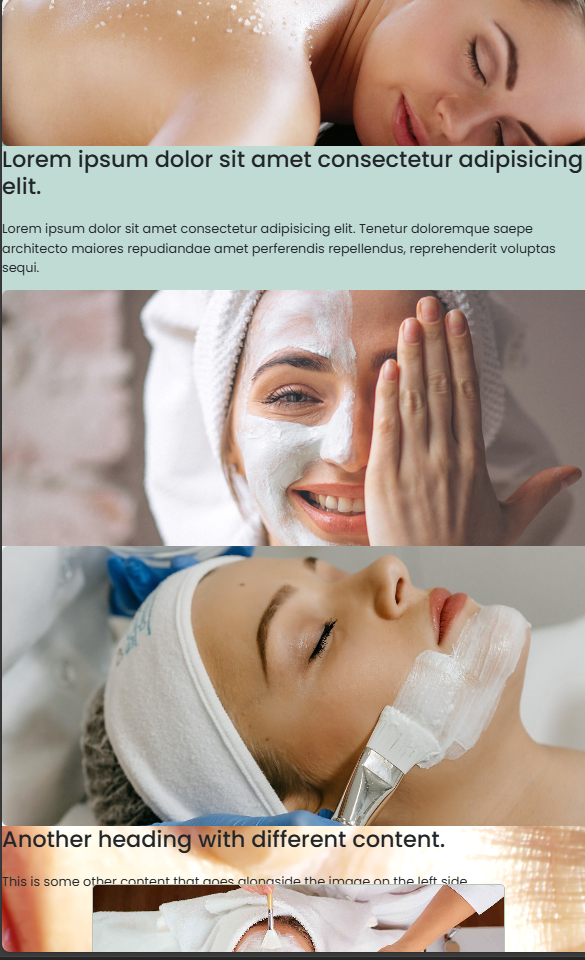 Lorem ipsum dolor sit amet consectetur adipisicing
elit.
Lorem ipsum dolor sit amet consectetur adipisicing elit. Tenetur doloremque saepe
architecto maiores repudiandae amet perferendis repellendus, reprehenderit voluptas
sequi.
Another heading with different content.
This is some other content that goes alongside the image on the left side.